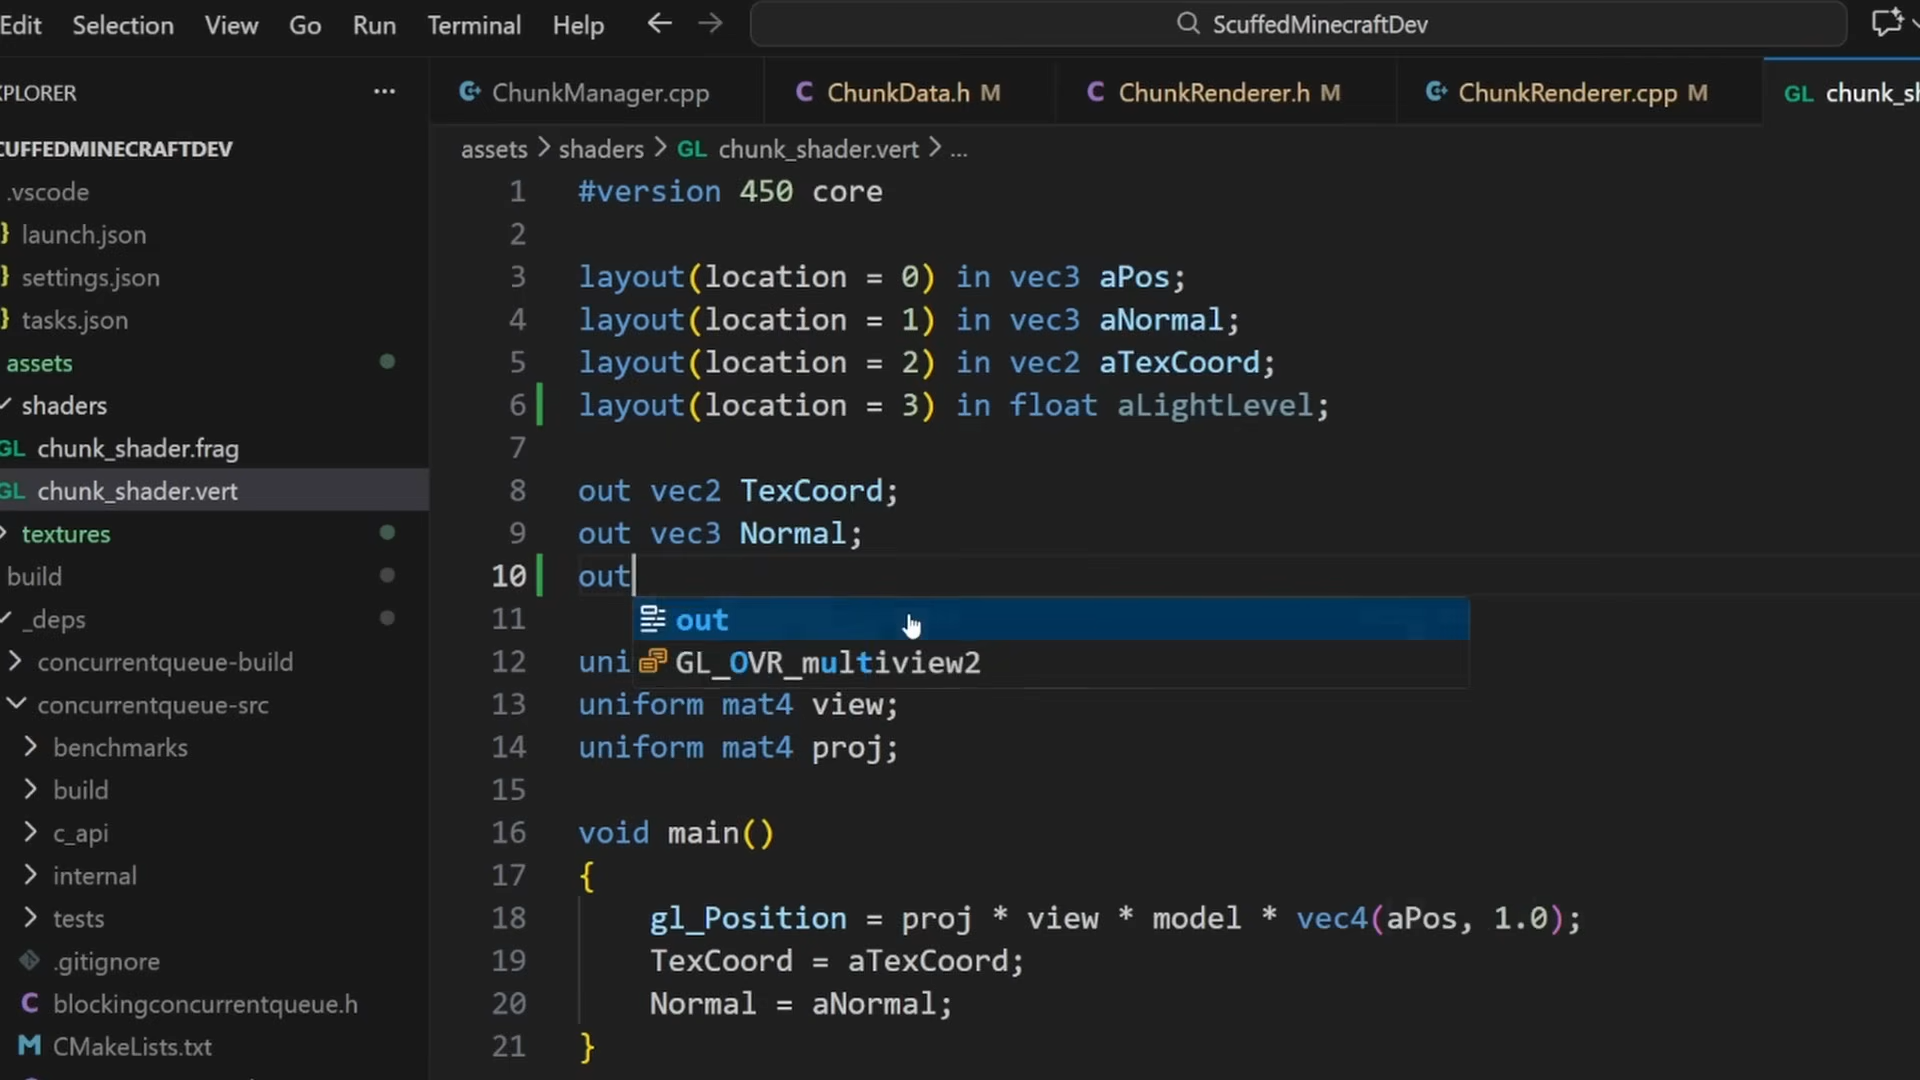 Edit Selection View Go Run Terminal Help ScuffedMinecraftDev
XPLORER ···
ChunkManager.cpp ChunkData.h M ChunkRenderer.h M ChunkRenderer.cpp M GL chunk_sh
CUFFEDMINECRAFTDEV
.vscode
launch.json
settings.json
tasks.json
assets
shaders
GL chunk_shader.frag
GL chunk_shader.vert
textures
build
_deps
concurrentqueue-build
concurrentqueue-src
benchmarks
build
c_api
internal
tests
.gitignore
C blockingconcurrentqueue.h
M CMakeLists.txt
assets > shaders > GL chunk_shader.vert > ...
1 #version 450 core
2
3 layout(location = 0) in vec3 aPos;
4 layout(location = 1) in vec3 aNormal;
5 layout(location = 2) in vec2 aTexCoord;
6 layout(location = 3) in float aLightLevel;
7
8 out vec2 TexCoord;
9 out vec3 Normal;
10 out
11 out
12 uni GL_OVR_multiview2
13 uniform mat4 view;
14 uniform mat4 proj;
15
16 void main()
17 {
18 gl_Position = proj * view * model * vec4(aPos, 1.0);
19 TexCoord = aTexCoord;
20 Normal = aNormal;
21 }